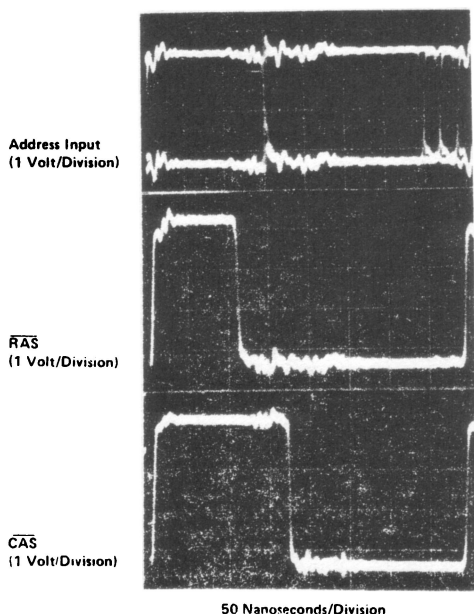 Address Input
(1 Volt/Division)
RAS
(1 Volt/Division)
CAS
(1 Volt/Division)
50 Nanoseconds/Division